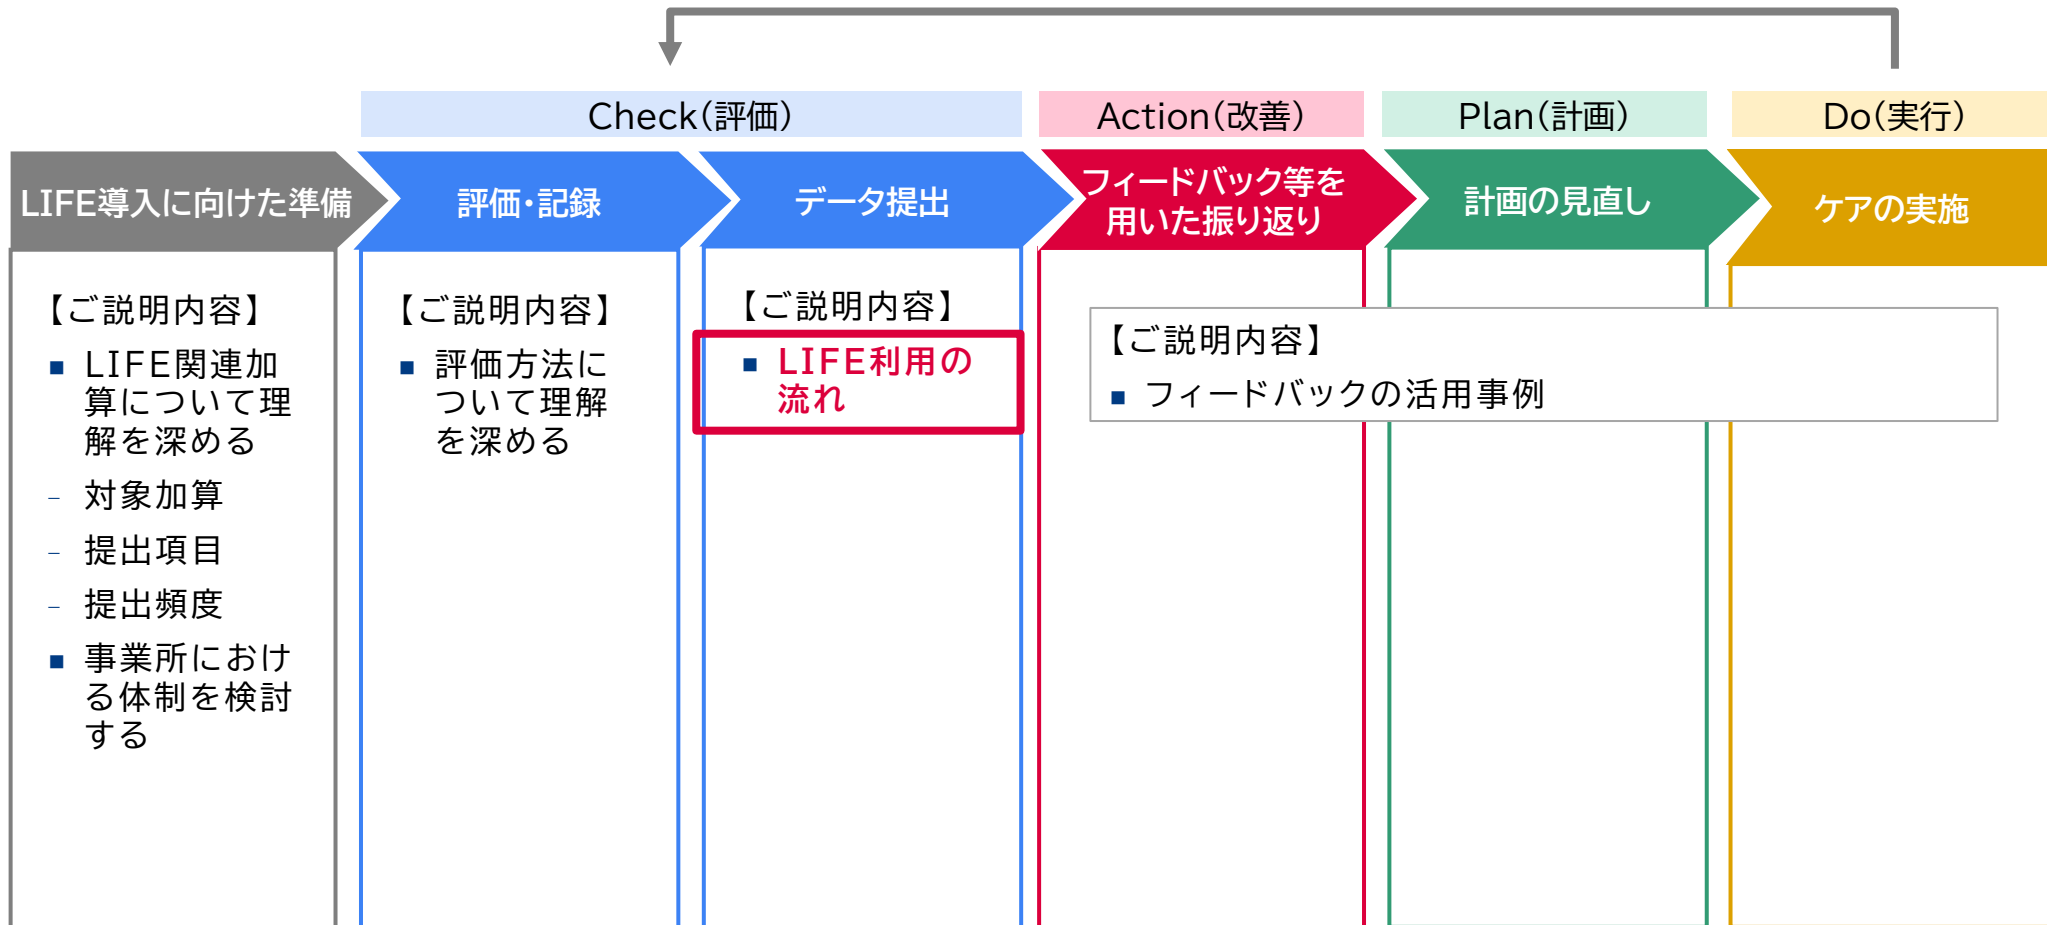 Check(評価)
Action(改善)
Plan(計画)
Do(実行)
LIFE導入に向けた準備
評価・記録
データ提出
フィードバック等を
用いた振り返り
計画の見直し
ケアの実施
【ご説明内容】
■ LIFE関連加
算について理
解を深める
– 対象加算
– 提出項目
– 提出頻度
■ 事業所におけ
る体制を検討
する
【ご説明内容】
■ 評価方法に
ついて理解
を深める
【ご説明内容】
■ LIFE利用の
流れ
【ご説明内容】
■ フィードバックの活用事例